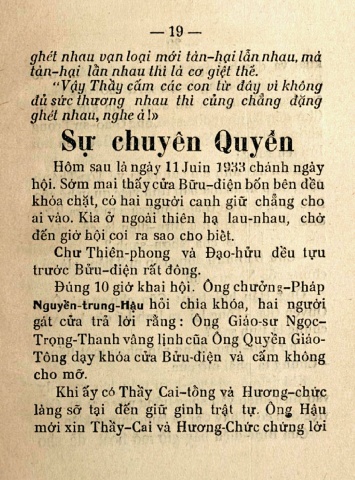 — 19 —
ghét nhau vạn loại mới tàn-hại lẫn nhau, mà
tàn-hại lần nhau thì là cơ giệt thế.
“Vậy Thầy cấm các con từ đây vì không
đủ sức thương nhau thì củng chẳng đặng
ghét nhau, nghe à!»
Sự chuyên Quyền
Hôm sau là ngày 11 Juin 1933 chánh ngày
hội. Sớm mai thấy cửa Bửu-điện bốn bên đều
khóa chặt, có hai người canh giữ chẳng cho
ai vào. Kìa ở ngoài thiên hạ lau-nhau, chờ
đến giờ hội coi ra sao cho biết.
Chư Thiên-phong và Đạo-hửu đều tựu
trước Bửu-điện rất đông.
Đúng 10 giờ khai hội. Ông chưởng-Pháp
Nguyễn-trung-Hậu hỏi chìa khóa, hai người
gát cửa trả lời rằng : Ông Giáo-sư Ngọc-
Trọng-Thanh vâng lịnh của Ông Quyền Giáo-
Tông dạy khóa cửa Bửu-điện và cấm không
cho mở.
Khi ấy có Thầy Cai-tổng và Hương-chức
làng sỡ tại đến giữ gình trật tự. Ông Hậu
mới xin Thầy-Cai và Hương-Chức chứng lời